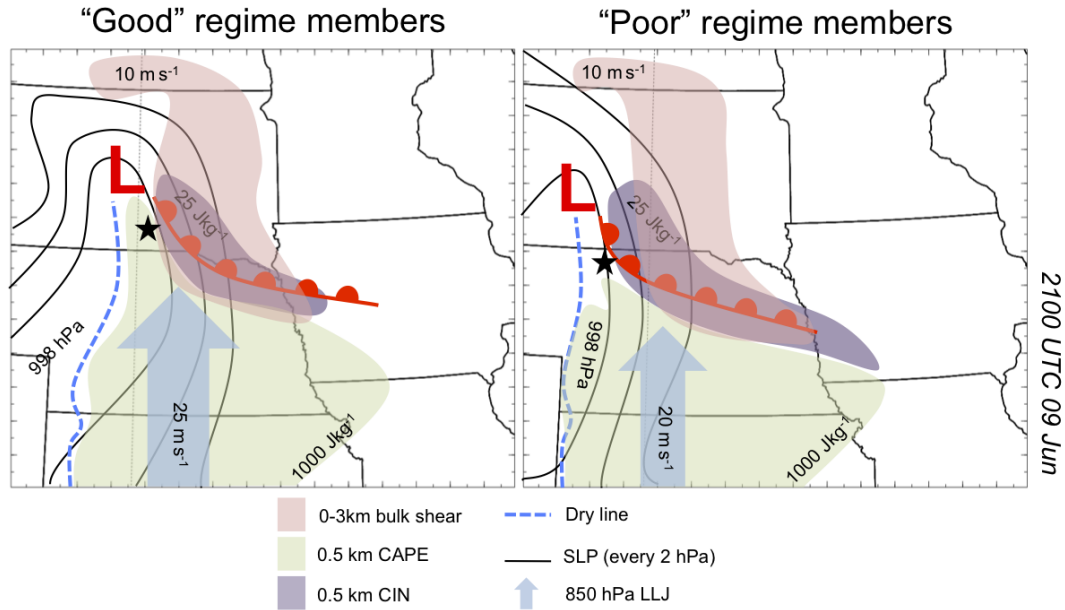 “Good” regime members
“Poor” regime members
10 m s-1
10 m s-1
L
L
25 Jkg-1
25 Jkg-1
998 hPa
998 hPa
25 m s-1
20 m s-1
1000 Jkg-1
1000 Jkg-1
2100 UTC 09 Jun
0-3km bulk shear
Dry line
0.5 km CAPE
SLP (every 2 hPa)
0.5 km CIN
850 hPa LLJ